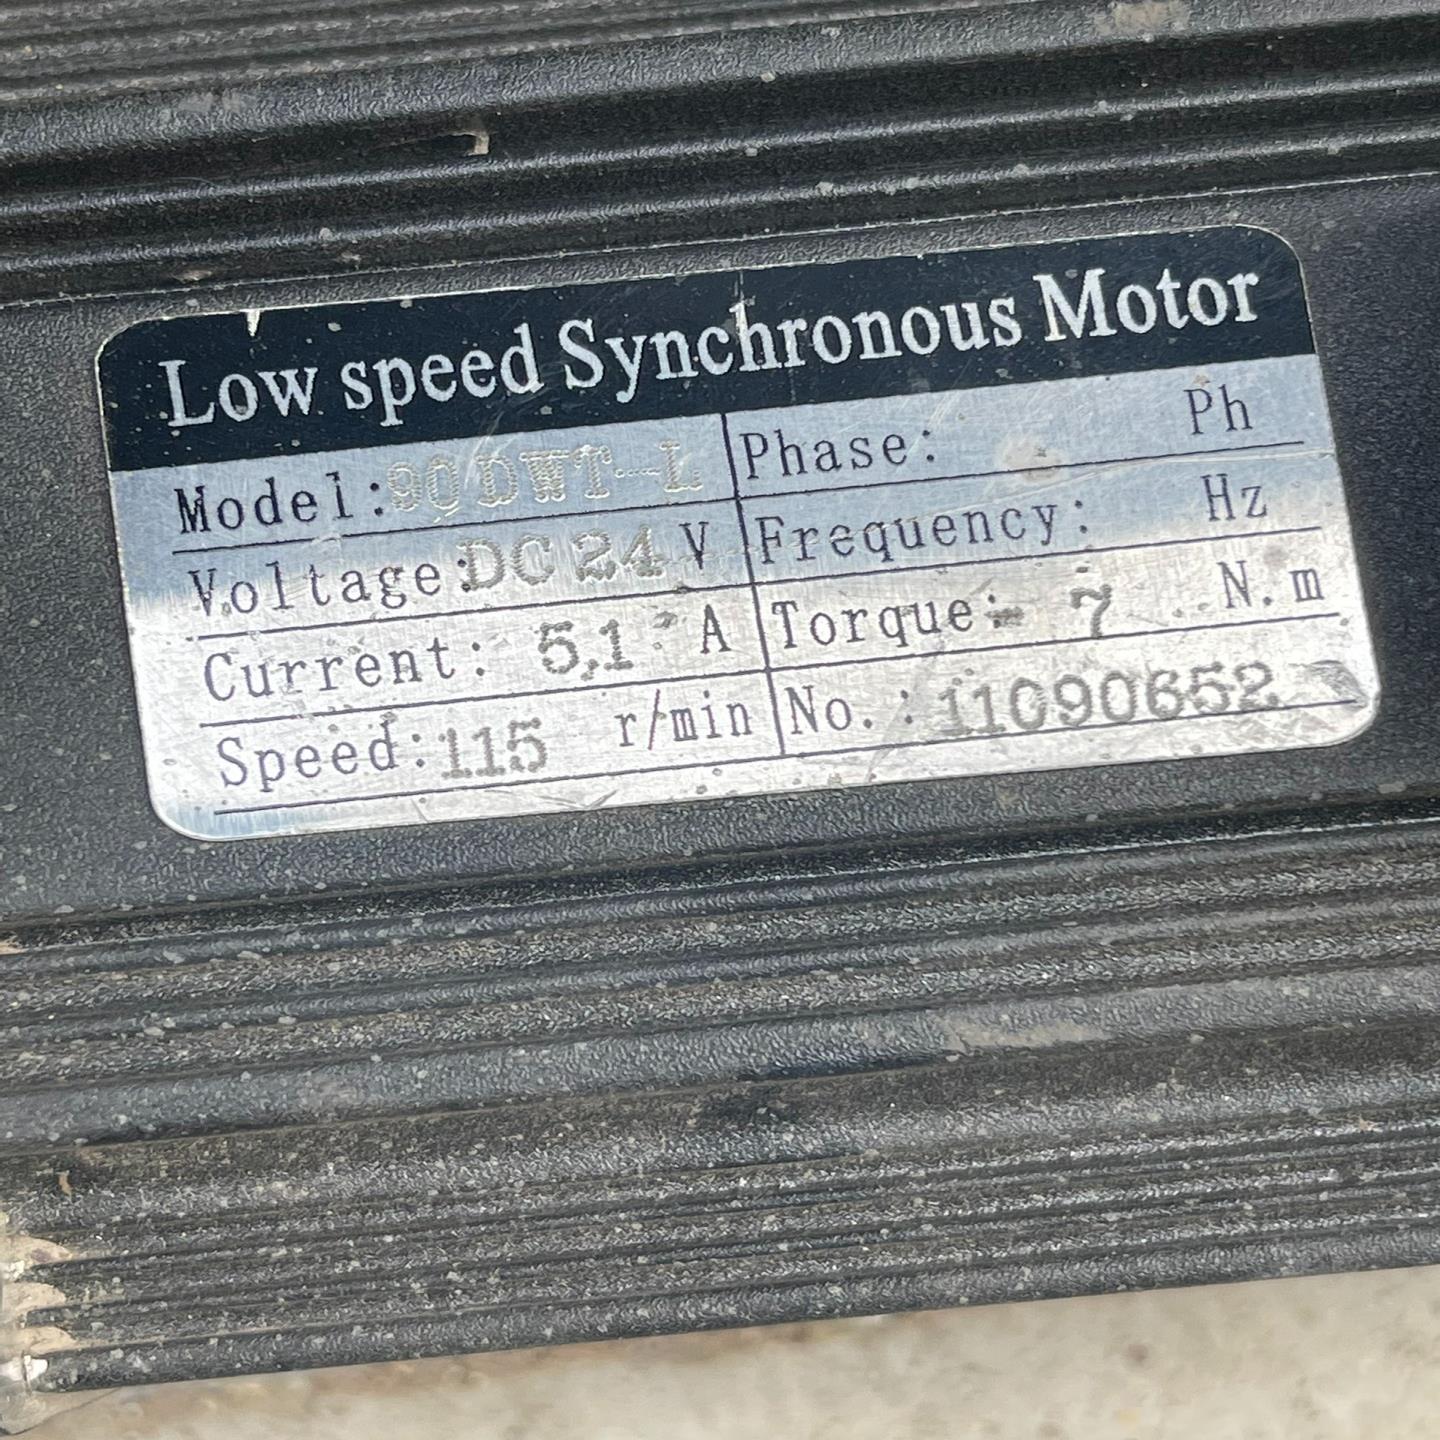 Low speed Synchronous Motor
Model:90DWT-L Phase: Ph
Voltage:DC 24 V Frequency: Hz
Current: 5,1 A Torque: 7 N.m
Speed:115 r/min No.:11090652